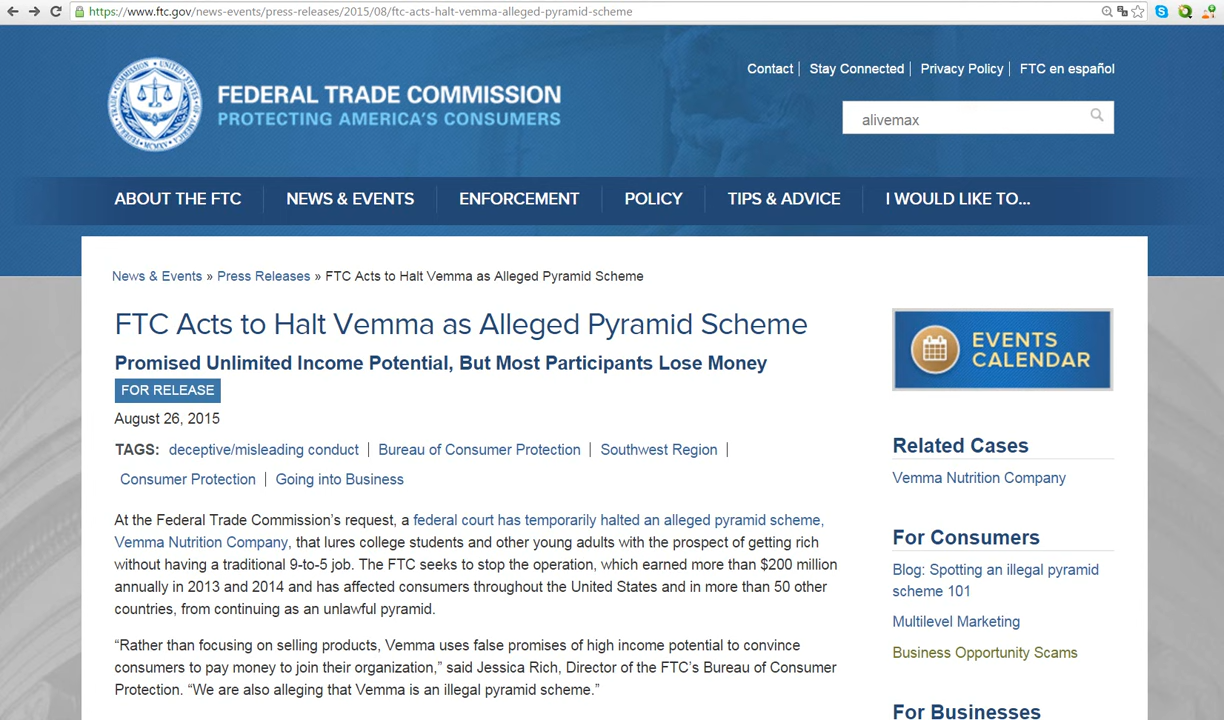 https://www.ftc.gov/news-events/press-releases/2015/08/ftc-acts-halt-vemma-alleged-pyramid-scheme
Contact | Stay Connected | Privacy Policy | FTC en español
FEDERAL TRADE COMMISSION
PROTECTING AMERICA'S CONSUMERS
alivemax
ABOUT THE FTC NEWS & EVENTS ENFORCEMENT POLICY TIPS & ADVICE I WOULD LIKE TO...
News & Events » Press Releases » FTC Acts to Halt Vemma as Alleged Pyramid Scheme
FTC Acts to Halt Vemma as Alleged Pyramid Scheme
Promised Unlimited Income Potential, But Most Participants Lose Money
FOR RELEASE
August 26, 2015
TAGS: deceptive/misleading conduct | Bureau of Consumer Protection | Southwest Region |
Consumer Protection | Going into Business
At the Federal Trade Commission's request, a federal court has temporarily halted an alleged pyramid scheme,
Vemma Nutrition Company, that lures college students and other young adults with the prospect of getting rich
without having a traditional 9-to-5 job. The FTC seeks to stop the operation, which earned more than $200 million
annually in 2013 and 2014 and has affected consumers throughout the United States and in more than 50 other
countries, from continuing as an unlawful pyramid.
“Rather than focusing on selling products, Vemma uses false promises of high income potential to convince
consumers to pay money to join their organization,” said Jessica Rich, Director of the FTC's Bureau of Consumer
Protection. “We are also alleging that Vemma is an illegal pyramid scheme.”
EVENTS
CALENDAR
Related Cases
Vemma Nutrition Company
For Consumers
Blog: Spotting an illegal pyramid
scheme 101
Multilevel Marketing
Business Opportunity Scams
For Businesses